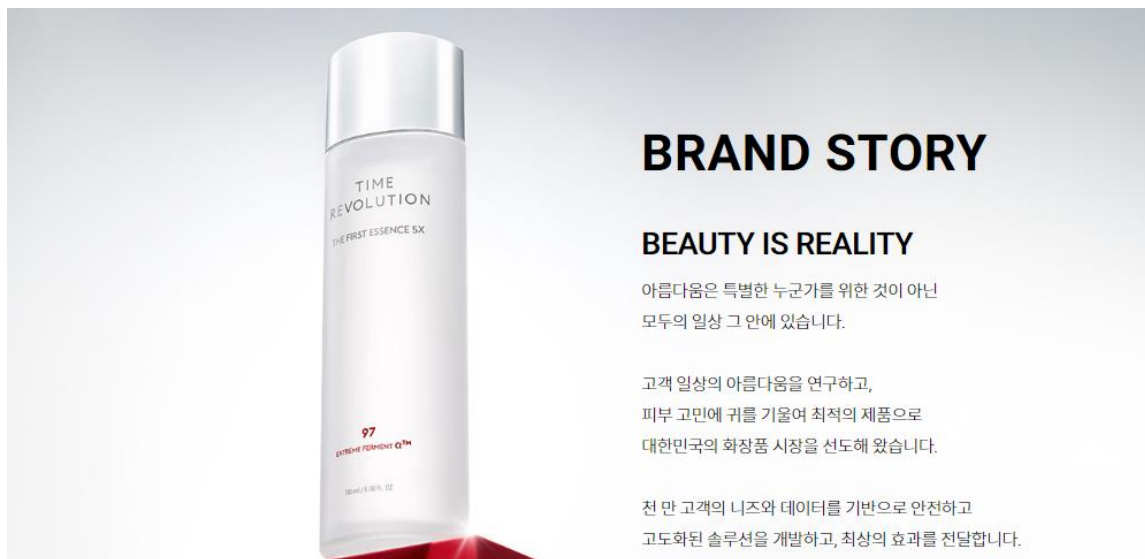 TIME
REVOLUTION
THE FIRST ESSENCE 5X
97
EXTREME FERMENT α™
BRAND STORY
BEAUTY IS REALITY
아름다움은 특별한 누군가를 위한 것이 아닌
모두의 일상 그 안에 있습니다.
고객 일상의 아름다움을 연구하고,
피부 고민에 귀를 기울여 최적의 제품으로
대한민국의 화장품 시장을 선도해 왔습니다.
천 만 고객의 니즈와 데이터를 기반으로 안전하고
고도화된 솔루션을 개발하고, 최상의 효과를 전달합니다.